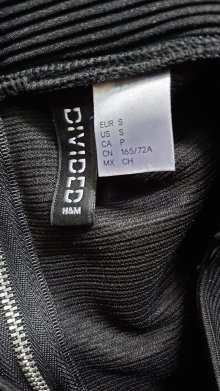 DIVIDED
H&M
EUR S
US S
CA P
CN 165/72A
MX CH